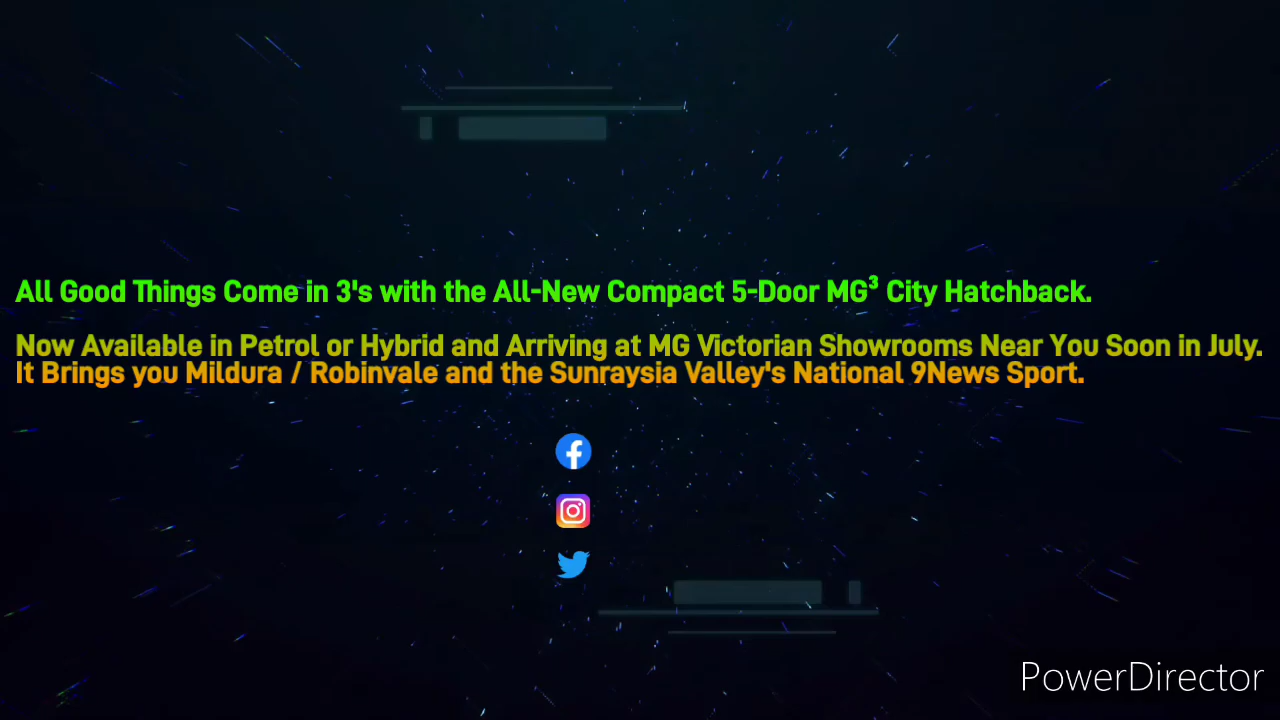 All Good Things Come in 3's with the All-New Compact 5-Door MG³ City Hatchback.
Now Available in Petrol or Hybrid and Arriving at MG Victorian Showrooms Near You Soon in July.
It Brings you Mildura / Robinvale and the Sunraysia Valley's National 9News Sport.
PowerDirector